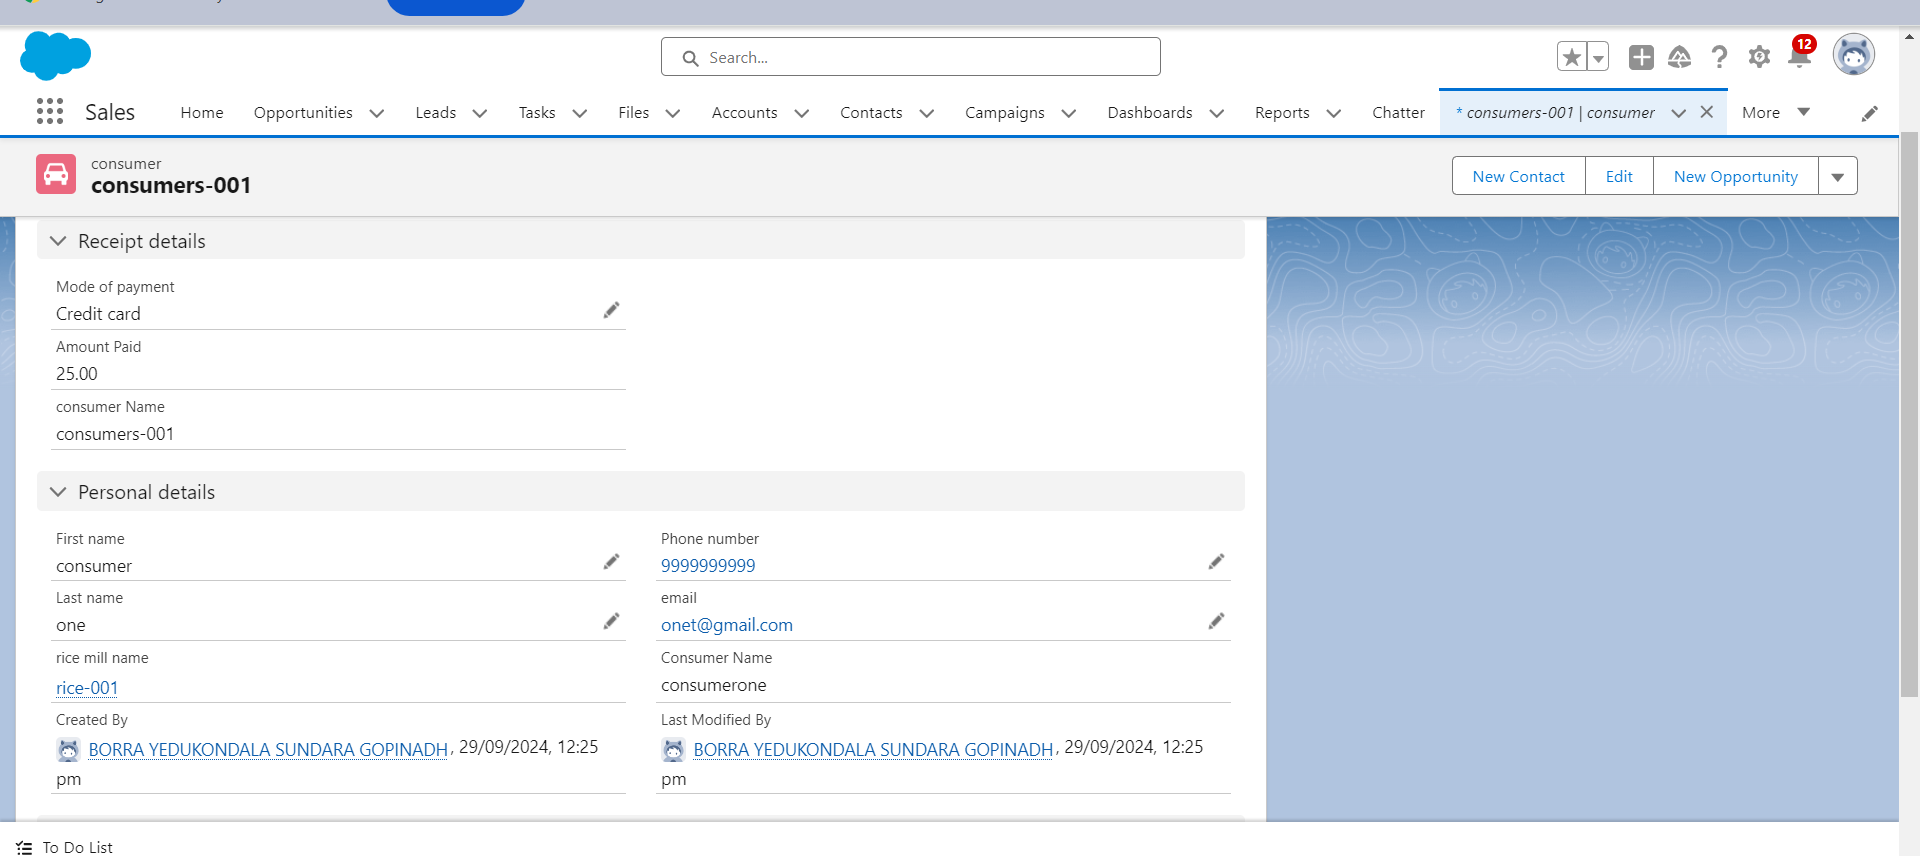 Search...
12
Sales
Home Opportunities Leads Tasks Files Accounts Contacts Campaigns Dashboards Reports Chatter * consumers-001 | consumer More
consumer
consumers-001
New Contact Edit New Opportunity
Receipt details
Mode of payment
Credit card
Amount Paid
25.00
consumer Name
consumers-001
Personal details
First name
consumer
Phone number
9999999999
Last name
one
email
onet@gmail.com
rice mill name
rice-001
Consumer Name
consumerone
Created By
BORRA YEDUKONDALA SUNDARA GOPINADH, 29/09/2024, 12:25
pm
Last Modified By
BORRA YEDUKONDALA SUNDARA GOPINADH, 29/09/2024, 12:25
pm
To Do List